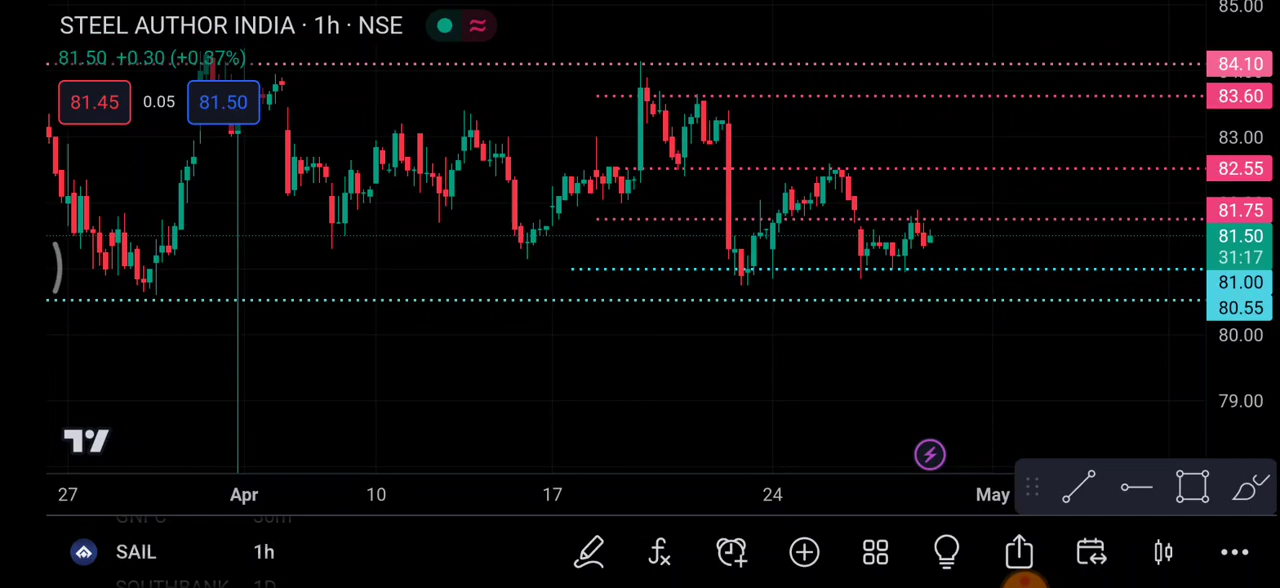 85.00
STEEL AUTHOR INDIA · 1h · NSE
81.50 +0.30 (+0.37%)
84.10
81.45 0.05 81.50
83.60
83.00
82.55
81.75
81.50
31:17
81.00
80.55
80.00
79.00
27 Apr 10 17 24 May
SAIL 1h
SOUTHBANK 1D